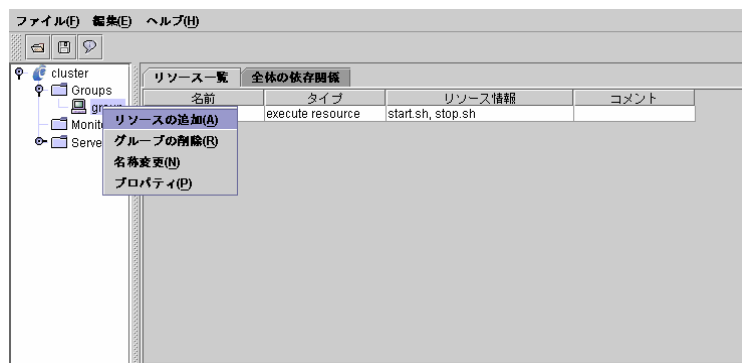 ファイル(F) 編集(E) ヘルプ(H)
cluster
Groups
リソース一覧 全体の依存関係
名前 タイプ リソース情報 コメント
execute resource start.sh, stop.sh
リソースの追加(A)
グループの削除(R)
名称変更(N)
プロパティ(P)